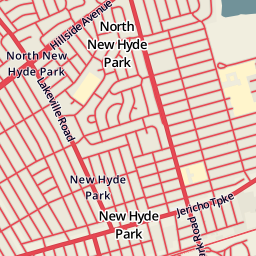 Hillside Avenue
North
New Hyde
Park
North New
Hyde Park
Lakeville Road
New Hyde
Park
Jericho Tpke
New Hyde
Park
Road